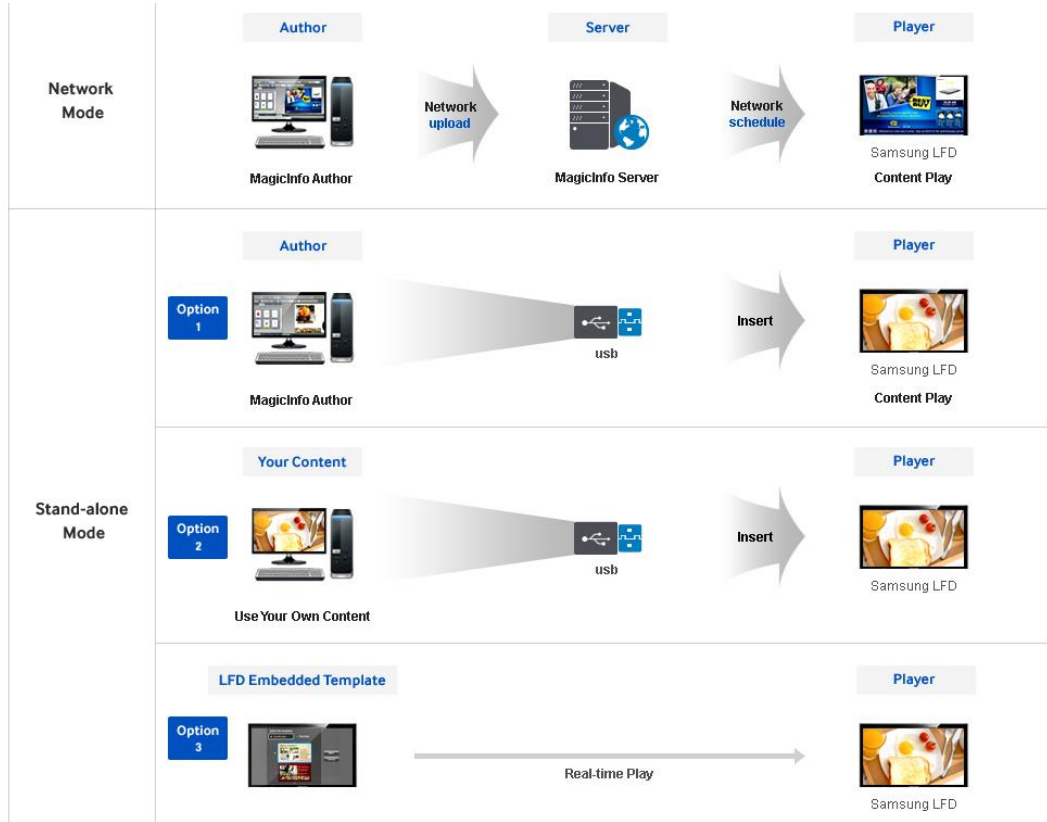 Author
Server
Player
Network
Mode
Network
upload
Network
schedule
BEST
BUY
Samsung LFD
MagicInfo Author
MagicInfo Server
Content Play
Author
Player
Option
1
Insert
usb
Samsung LFD
MagicInfo Author
Content Play
Stand-alone
Mode
Your Content
Player
Option
2
Insert
usb
Samsung LFD
Use Your Own Content
LFD Embedded Template
Player
Option
3
Real-time Play
Samsung LFD